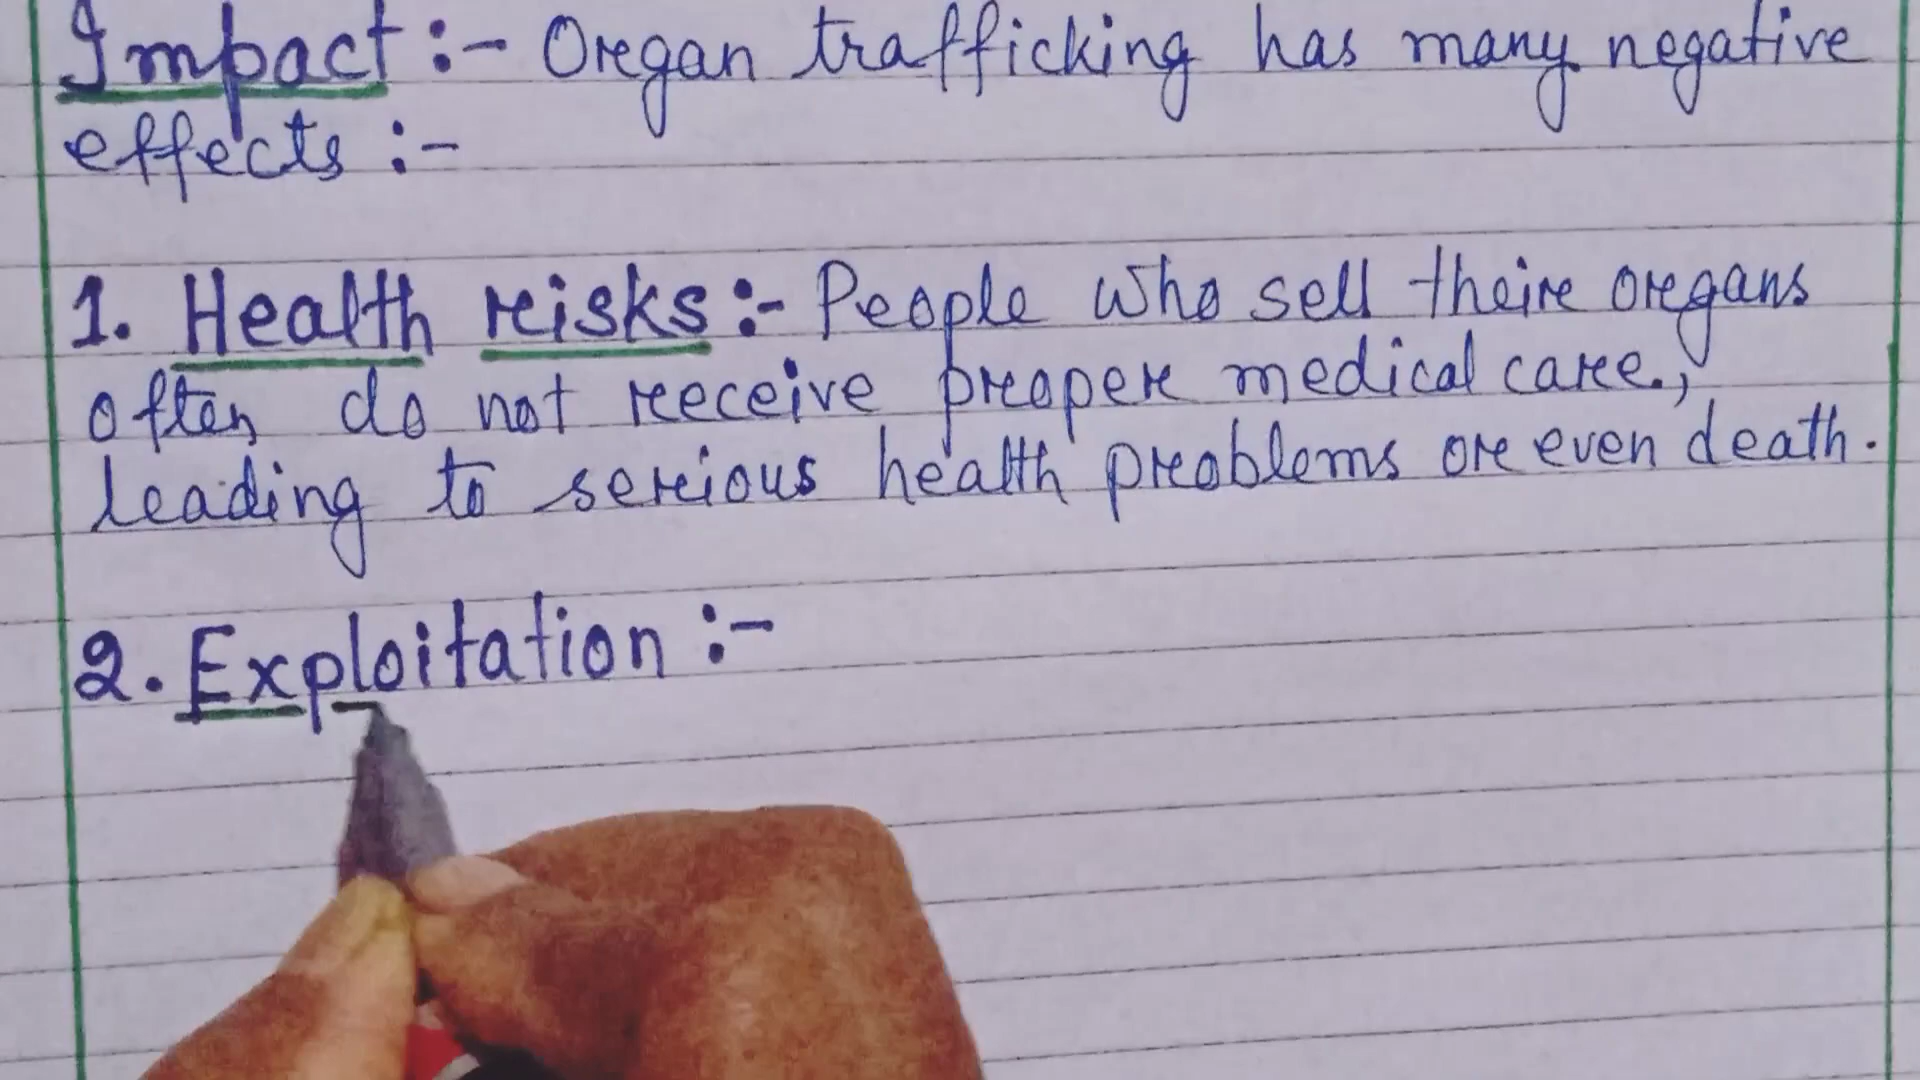 Impact :- Organ trafficking has many negative
effects :-
1. Health risks :- People who sell their organs
often do not receive proper medical care,
leading to serious health problems or even death.
2. Exploitation :-